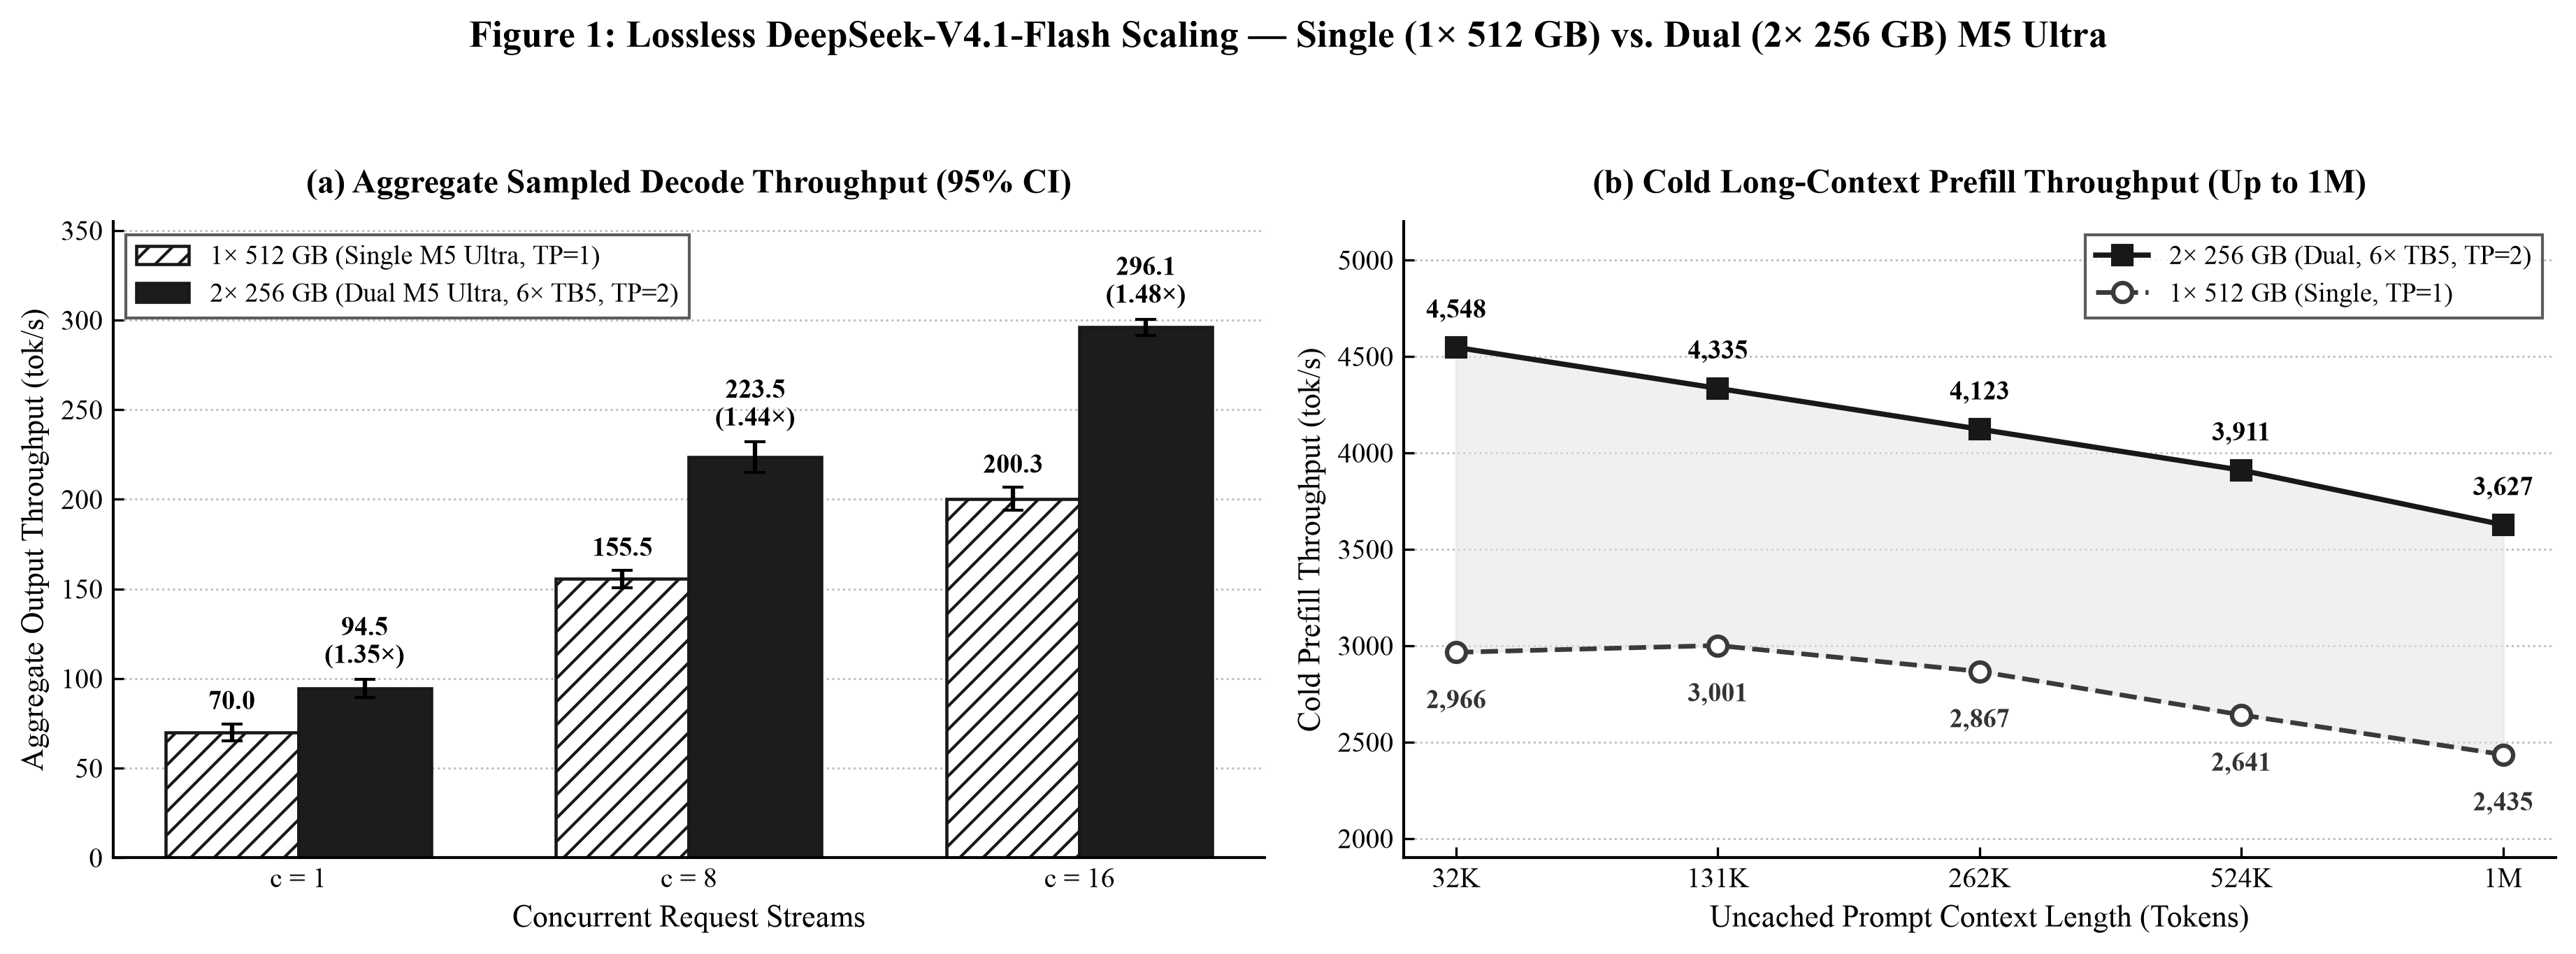 Figure 1: Lossless DeepSeek-V4.1-Flash Scaling — Single (1× 512 GB) vs. Dual (2× 256 GB) M5 Ultra
(a) Aggregate Sampled Decode Throughput (95% CI)
Aggregate Output Throughput (tok/s)
350
300
250
200
150
100
50
0
1× 512 GB (Single M5 Ultra, TP=1)
2× 256 GB (Dual M5 Ultra, 6× TB5, TP=2)
70.0
94.5
(1.35×)
155.5
223.5
(1.44×)
200.3
296.1
(1.48×)
c = 1
c = 8
c = 16
Concurrent Request Streams
(b) Cold Long-Context Prefill Throughput (Up to 1M)
Cold Prefill Throughput (tok/s)
5000
4500
4000
3500
3000
2500
2000
2× 256 GB (Dual, 6× TB5, TP=2)
1× 512 GB (Single, TP=1)
4,548
4,335
4,123
3,911
3,627
2,966
3,001
2,867
2,641
2,435
32K
131K
262K
524K
1M
Uncached Prompt Context Length (Tokens)